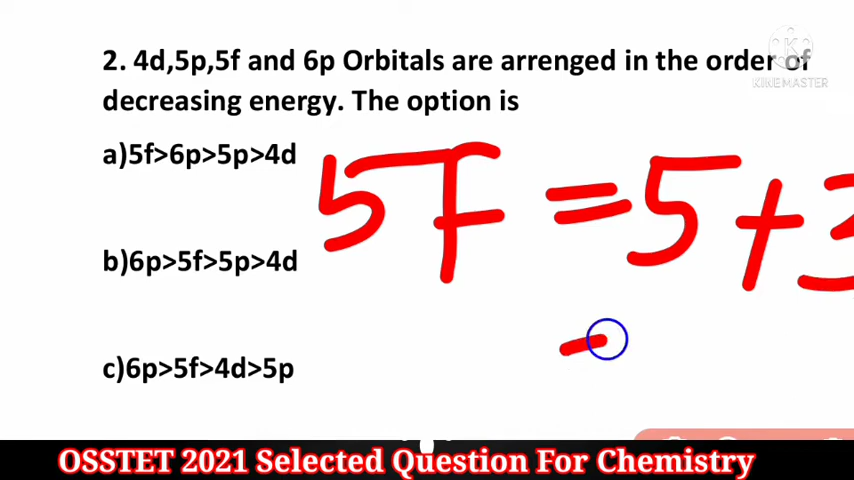 2. 4d,5p,5f and 6p Orbitals are arrenged in the order of
KINEMASTER
decreasing energy. The option is
a)5f>6p>5p>4d
5F = 5 + 3
b)6p>5f>5p>4d
c)6p>5f>4d>5p
OSSTET 2021 Selected Question For Chemistry